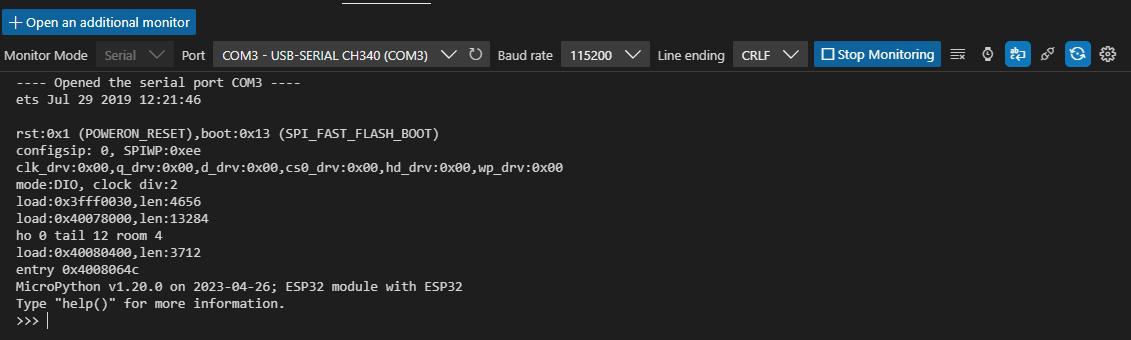 Open an additional monitor
Monitor Mode Serial Port COM3 - USB-SERIAL CH340 (COM3) Baud rate 115200 Line ending CRLF Stop Monitoring
---- Opened the serial port COM3 ----
ets Jul 29 2019 12:21:46
rst:0x1 (POWERON_RESET),boot:0x13 (SPI_FAST_FLASH_BOOT)
configsip: 0, SPIWP:0xee
clk_drv:0x00,q_drv:0x00,d_drv:0x00,cs0_drv:0x00,hd_drv:0x00,wp_drv:0x00
mode:DIO, clock div:2
load:0x3fff0030,len:4656
load:0x40078000,len:13284
ho 0 tail 12 room 4
load:0x40080400,len:3712
entry 0x4008064c
MicroPython v1.20.0 on 2023-04-26; ESP32 module with ESP32
Type "help()" for more information.
>>>